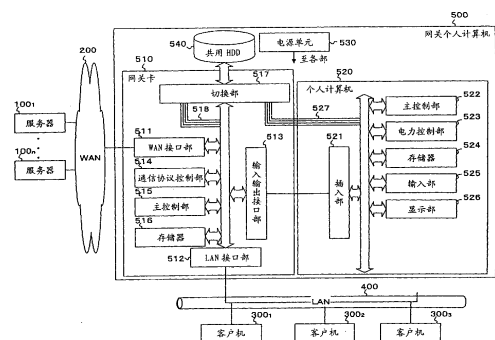 500
网关个人计算机
200
540
共用HDD
电源单元
530
至各部
510
网关卡
517
切换部
518
527
520
个人计算机
100₁
服务器
WAN
100ₙ
服务器
511
WAN 接口部
514
通信协议控制部
515
主控制部
516
存储器
512
LAN 接口部
513
输入输出接口部
521
插入部
522
主控制部
523
电力控制部
524
存储器
525
输入部
526
显示部
400
LAN
300₁
客户机
300₂
客户机
300₃
客户机